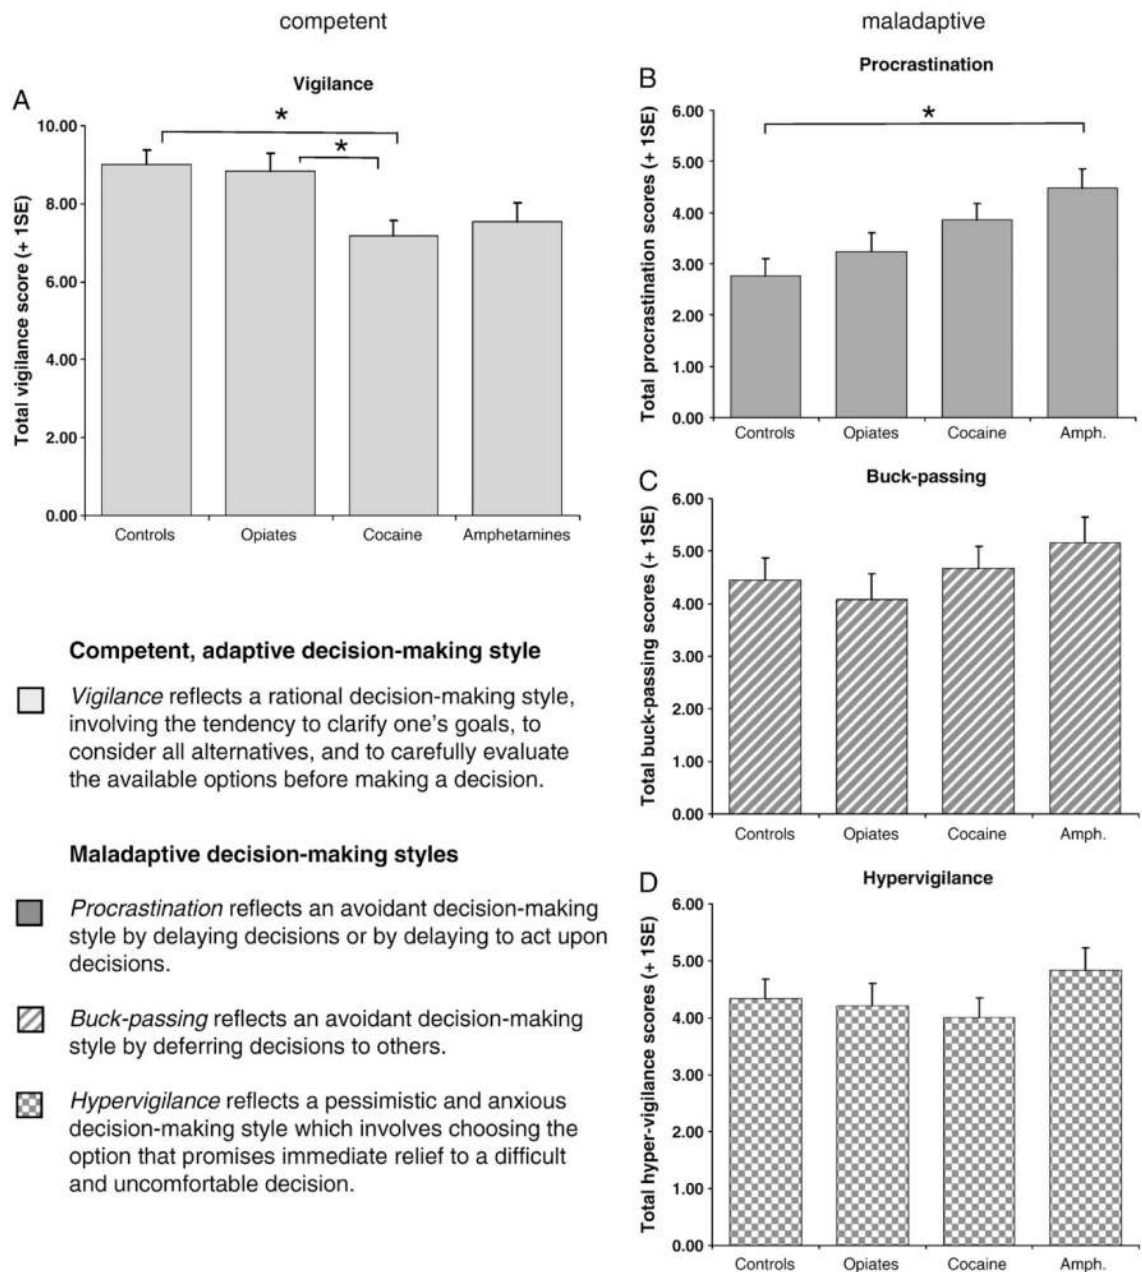 competent
maladaptive
A
Vigilance
Total vigilance score (+ 1SE)
10.00
8.00
6.00
4.00
2.00
0.00
*
*
Controls
Opiates
Cocaine
Amphetamines
B
Procrastination
Total procrastination scores (+ 1SE)
6.00
5.00
4.00
3.00
2.00
1.00
0.00
*
Controls
Opiates
Cocaine
Amph.
C
Buck-passing
Total buck-passing scores (+ 1SE)
6.00
5.00
4.00
3.00
2.00
1.00
0.00
Controls
Opiates
Cocaine
Amph.
D
Hypervigilance
Total hyper-vigilance scores (+ 1SE)
6.00
5.00
4.00
3.00
2.00
1.00
0.00
Controls
Opiates
Cocaine
Amph.
Competent, adaptive decision-making style
Vigilance reflects a rational decision-making style,
involving the tendency to clarify one's goals, to
consider all alternatives, and to carefully evaluate
the available options before making a decision.
Maladaptive decision-making styles
Procrastination reflects an avoidant decision-making
style by delaying decisions or by delaying to act upon
decisions.
Buck-passing reflects an avoidant decision-making
style by deferring decisions to others.
Hypervigilance reflects a pessimistic and anxious
decision-making style which involves choosing the
option that promises immediate relief to a difficult
and uncomfortable decision.